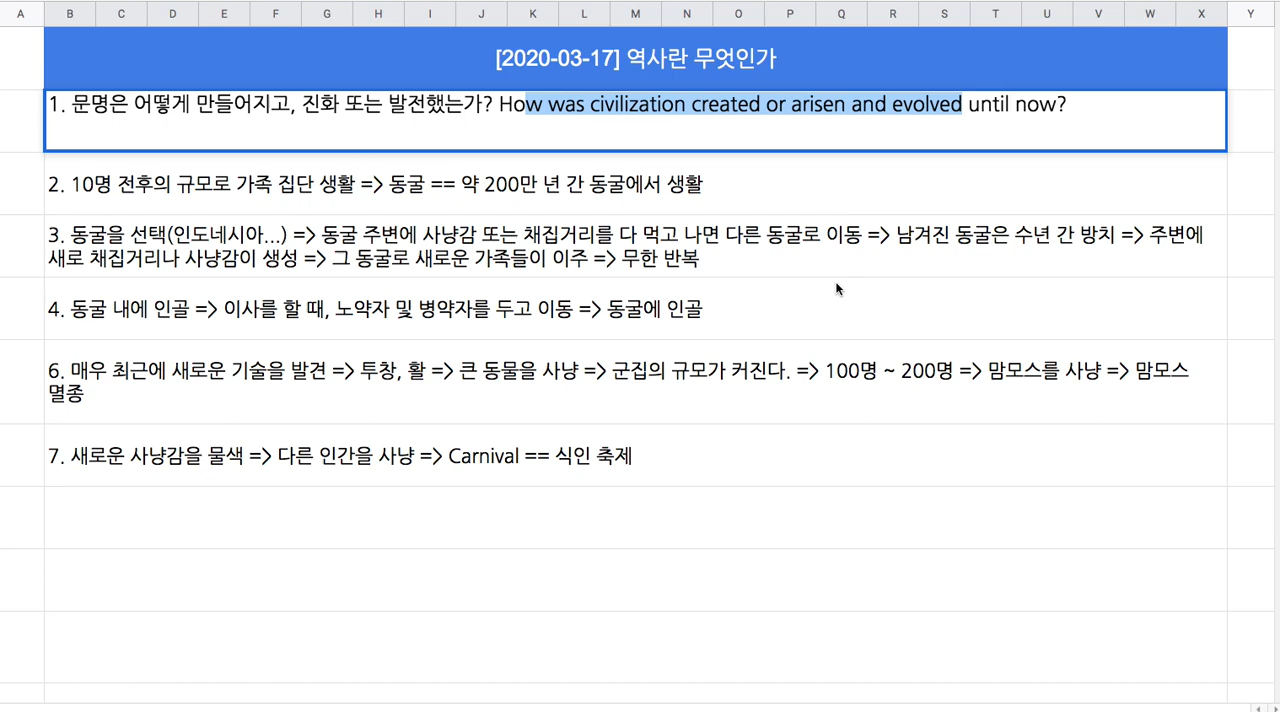 A B C D E F G H I J K L M N O P Q R S T U V W X Y
[2020-03-17] 역사란 무엇인가
1. 문명은 어떻게 만들어지고, 진화 또는 발전했는가? How was civilization created or arisen and evolved until now?
2. 10명 전후의 규모로 가족 집단 생활 => 동굴 == 약 200만 년 간 동굴에서 생활
3. 동굴을 선택(인도네시아...) => 동굴 주변에 사냥감 또는 채집거리를 다 먹고 나면 다른 동굴로 이동 => 남겨진 동굴은 수년 간 방치 => 주변에
새로 채집거리나 사냥감이 생성 => 그 동굴로 새로운 가족들이 이주 => 무한 반복
4. 동굴 내에 인골 => 이사를 할 때, 노약자 및 병약자를 두고 이동 => 동굴에 인골
6. 매우 최근에 새로운 기술을 발견 => 투창, 활 => 큰 동물을 사냥 => 군집의 규모가 커진다. => 100명 ~ 200명 => 맘모스를 사냥 => 맘모스
멸종
7. 새로운 사냥감을 물색 => 다른 인간을 사냥 => Carnival == 식인 축제